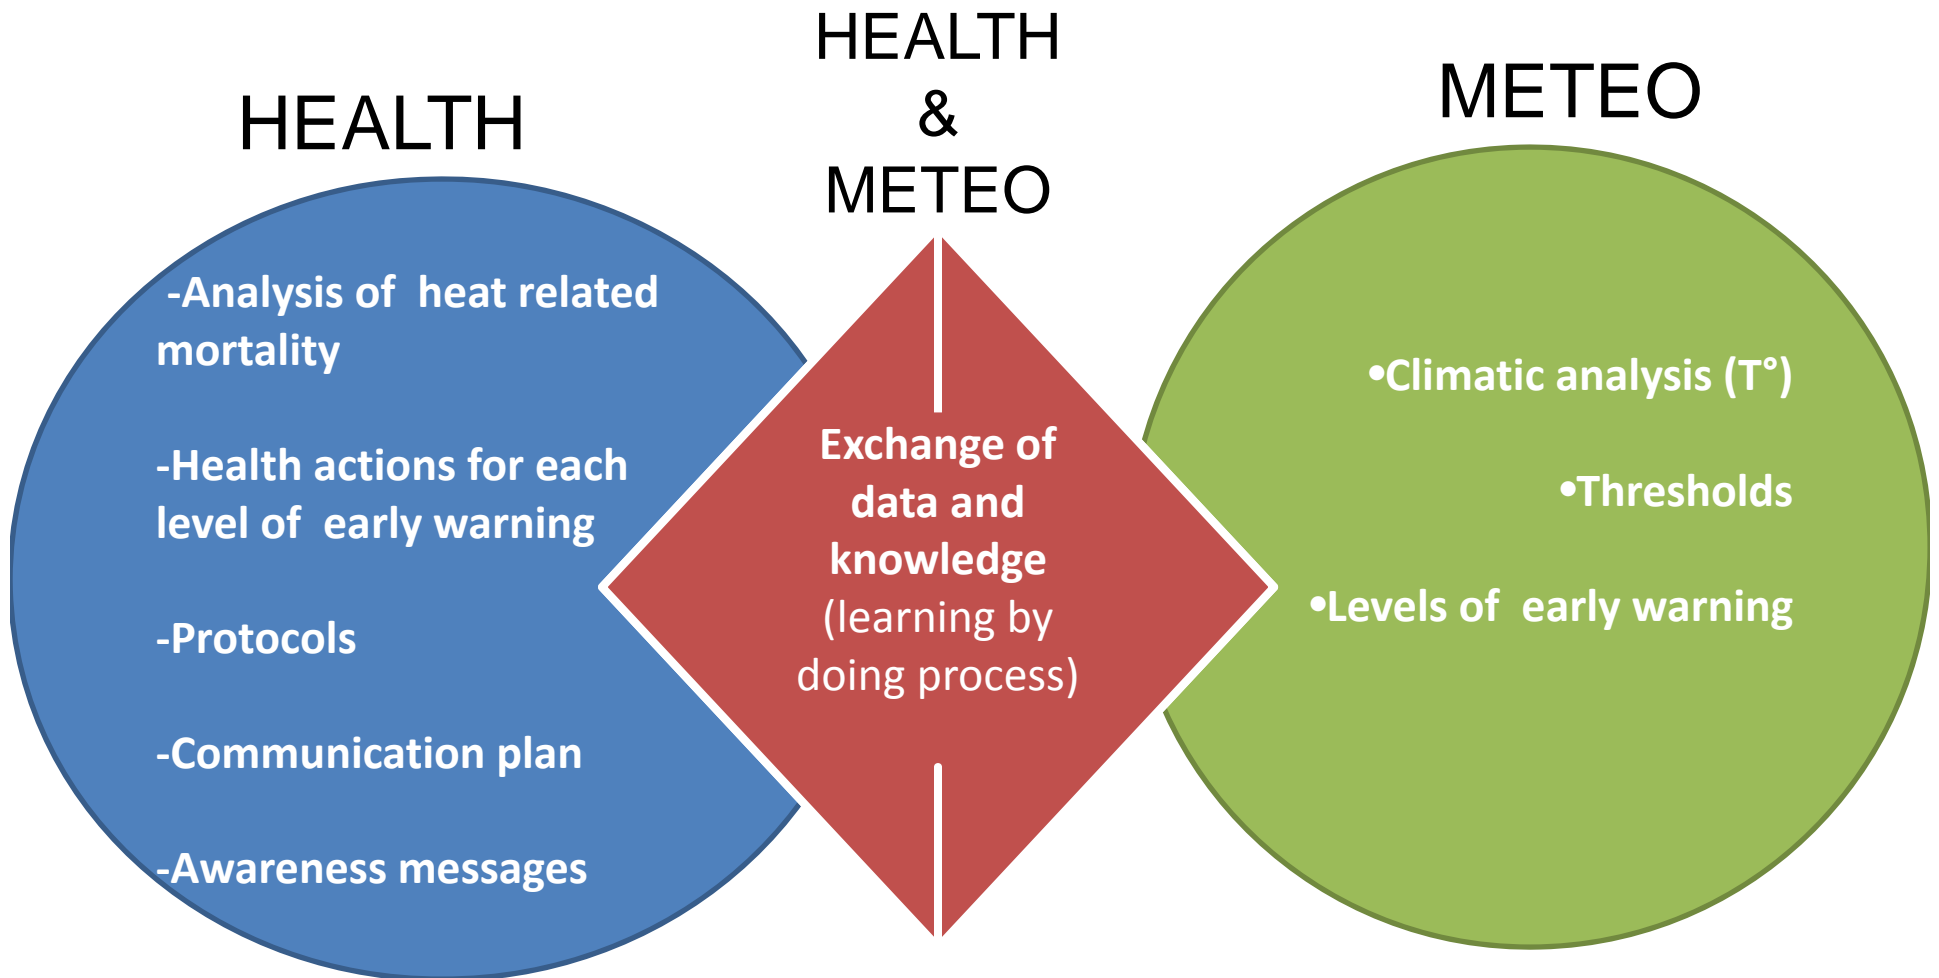 HEALTH
-Analysis of heat related
mortality
-Health actions for each
level of early warning
-Protocols
-Communication plan
-Awareness messages
HEALTH
&
METEO
Exchange of
data and
knowledge
(learning by
doing process)
METEO
•Climatic analysis (T°)
•Thresholds
•Levels of early warning